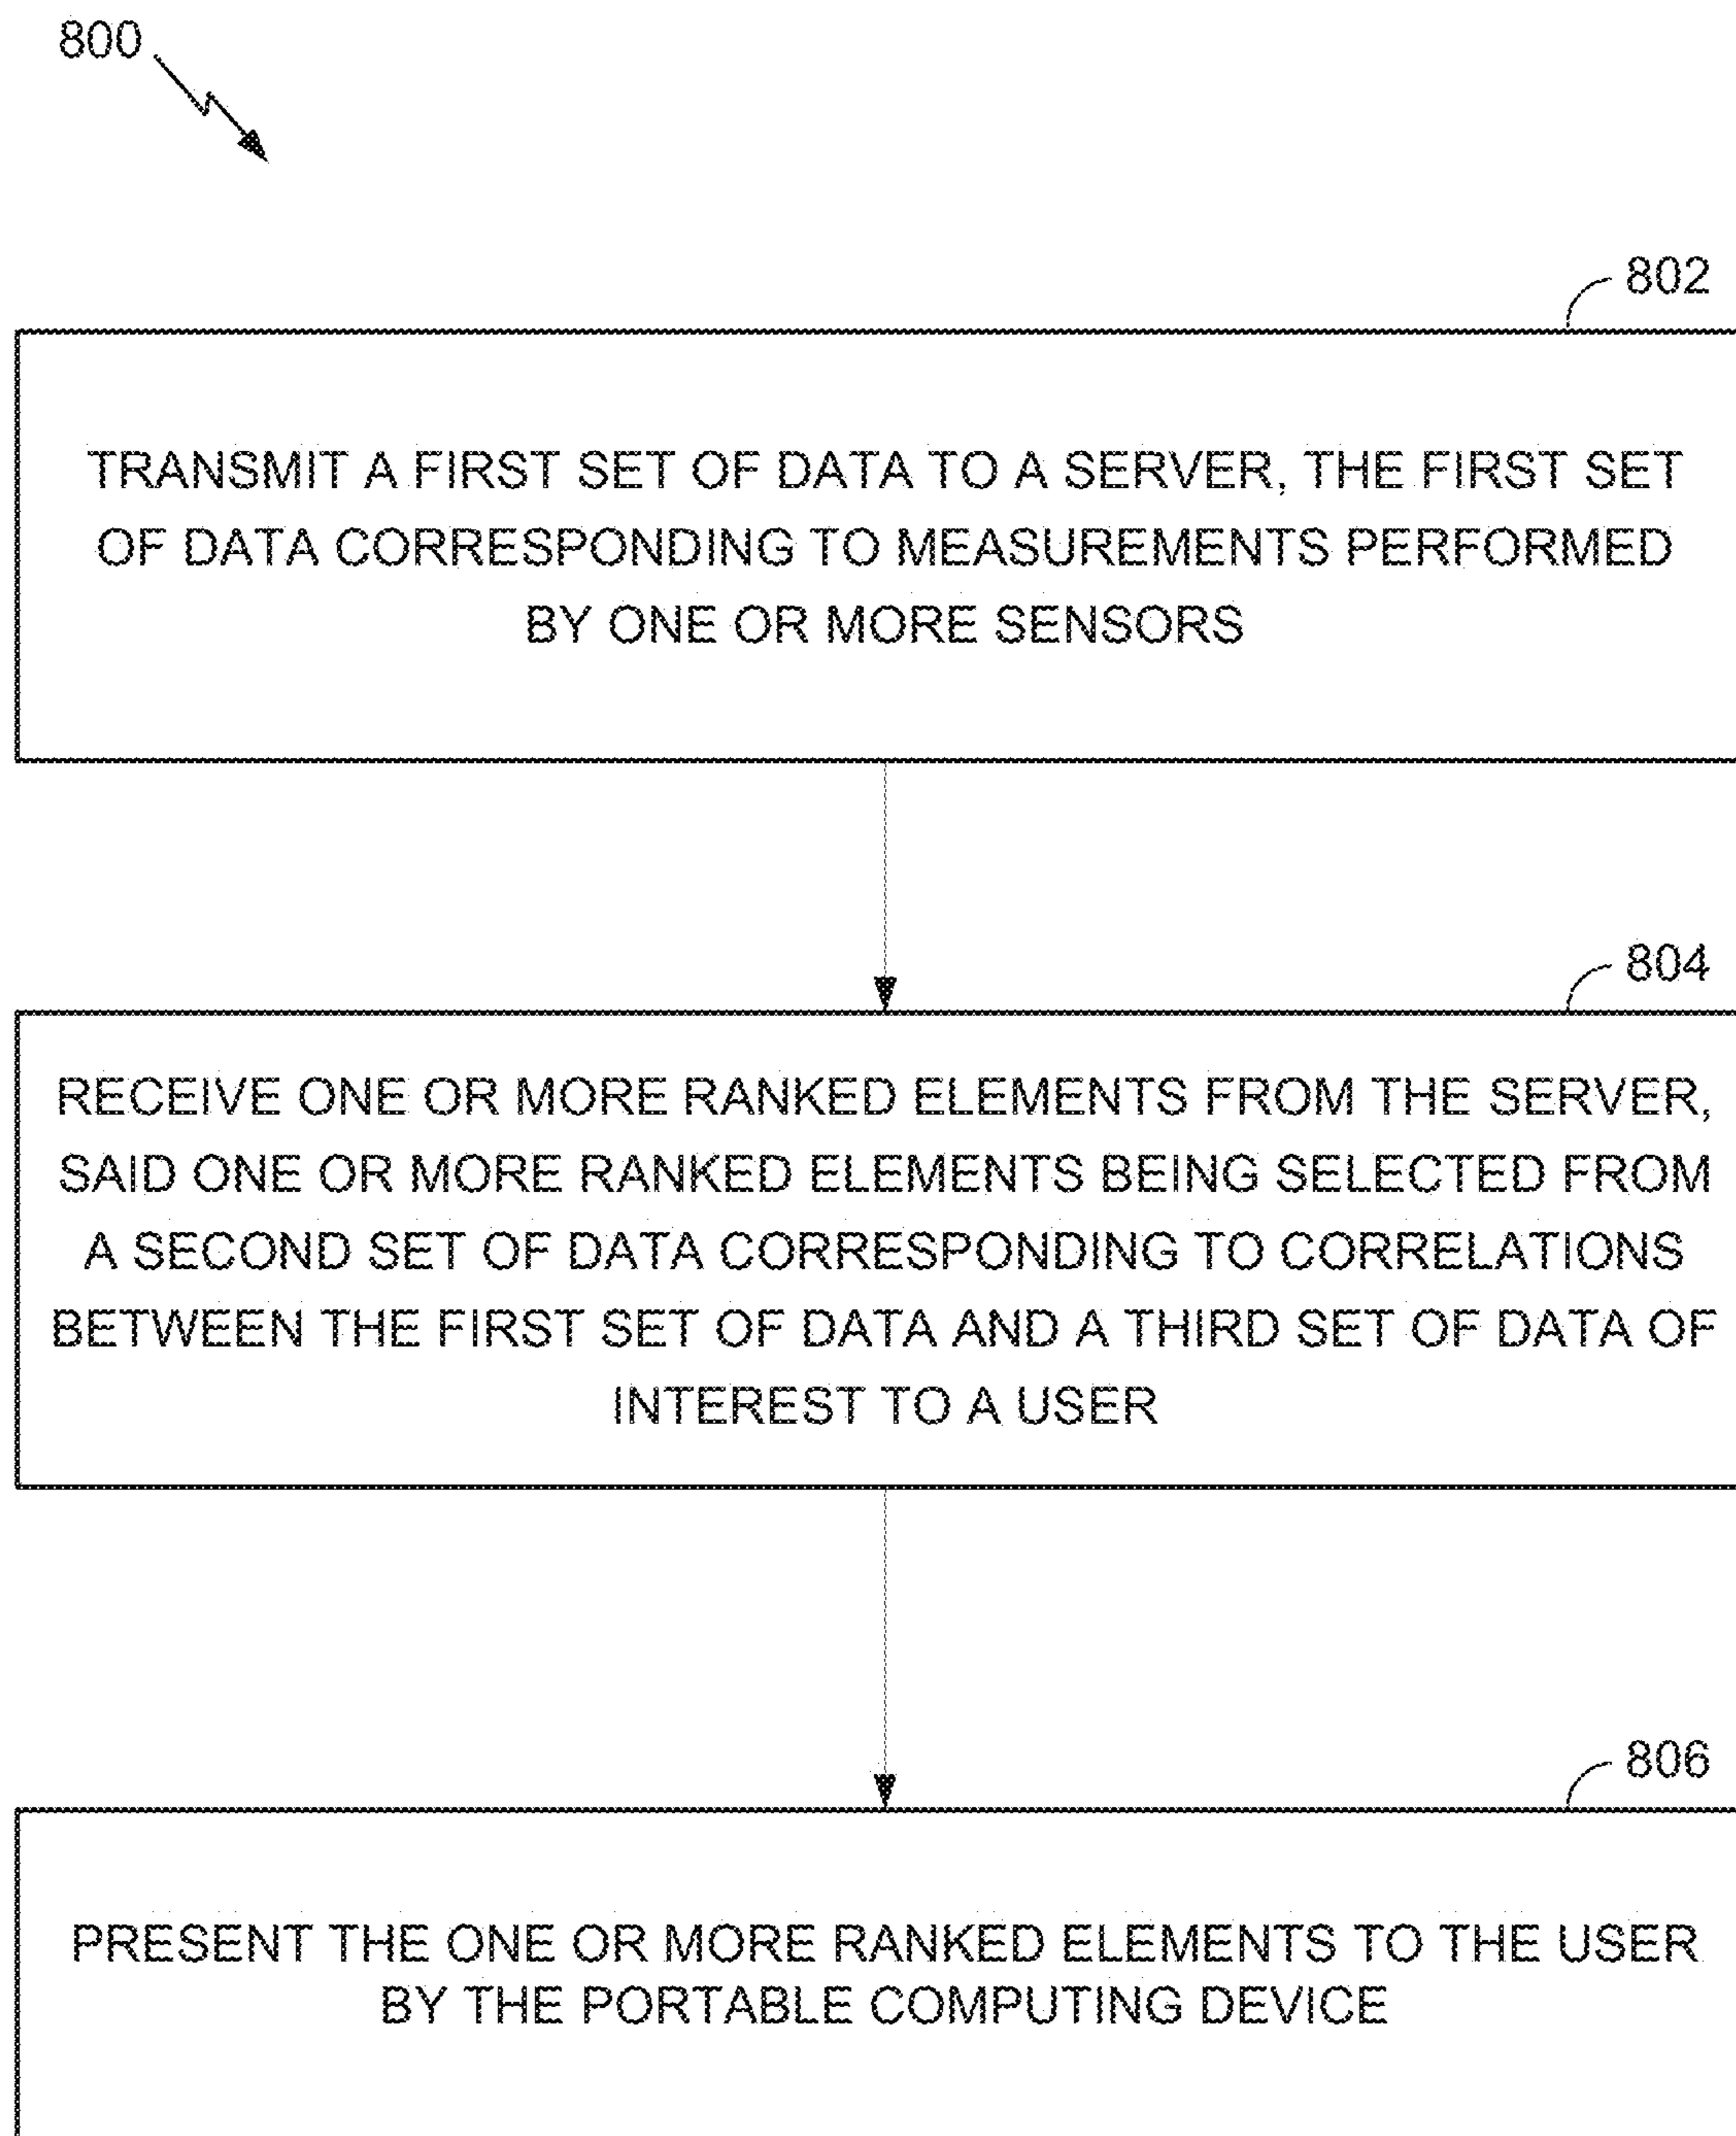 800
802
TRANSMIT A FIRST SET OF DATA TO A SERVER, THE FIRST SET
OF DATA CORRESPONDING TO MEASUREMENTS PERFORMED
BY ONE OR MORE SENSORS
804
RECEIVE ONE OR MORE RANKED ELEMENTS FROM THE SERVER,
SAID ONE OR MORE RANKED ELEMENTS BEING SELECTED FROM
A SECOND SET OF DATA CORRESPONDING TO CORRELATIONS
BETWEEN THE FIRST SET OF DATA AND A THIRD SET OF DATA OF
INTEREST TO A USER
806
PRESENT THE ONE OR MORE RANKED ELEMENTS TO THE USER
BY THE PORTABLE COMPUTING DEVICE